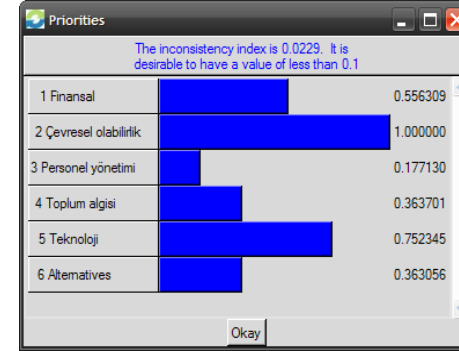 Priorities
The inconsistency index is 0.0229. It is
desirable to have a value of less than 0.1
1 Finansal 0.556309
2 Çevresel olabilirlik 1.000000
3 Personel yönetimi 0.177130
4 Toplum algisi 0.363701
5 Teknoloji 0.752345
6 Alternatives 0.363056
Okay